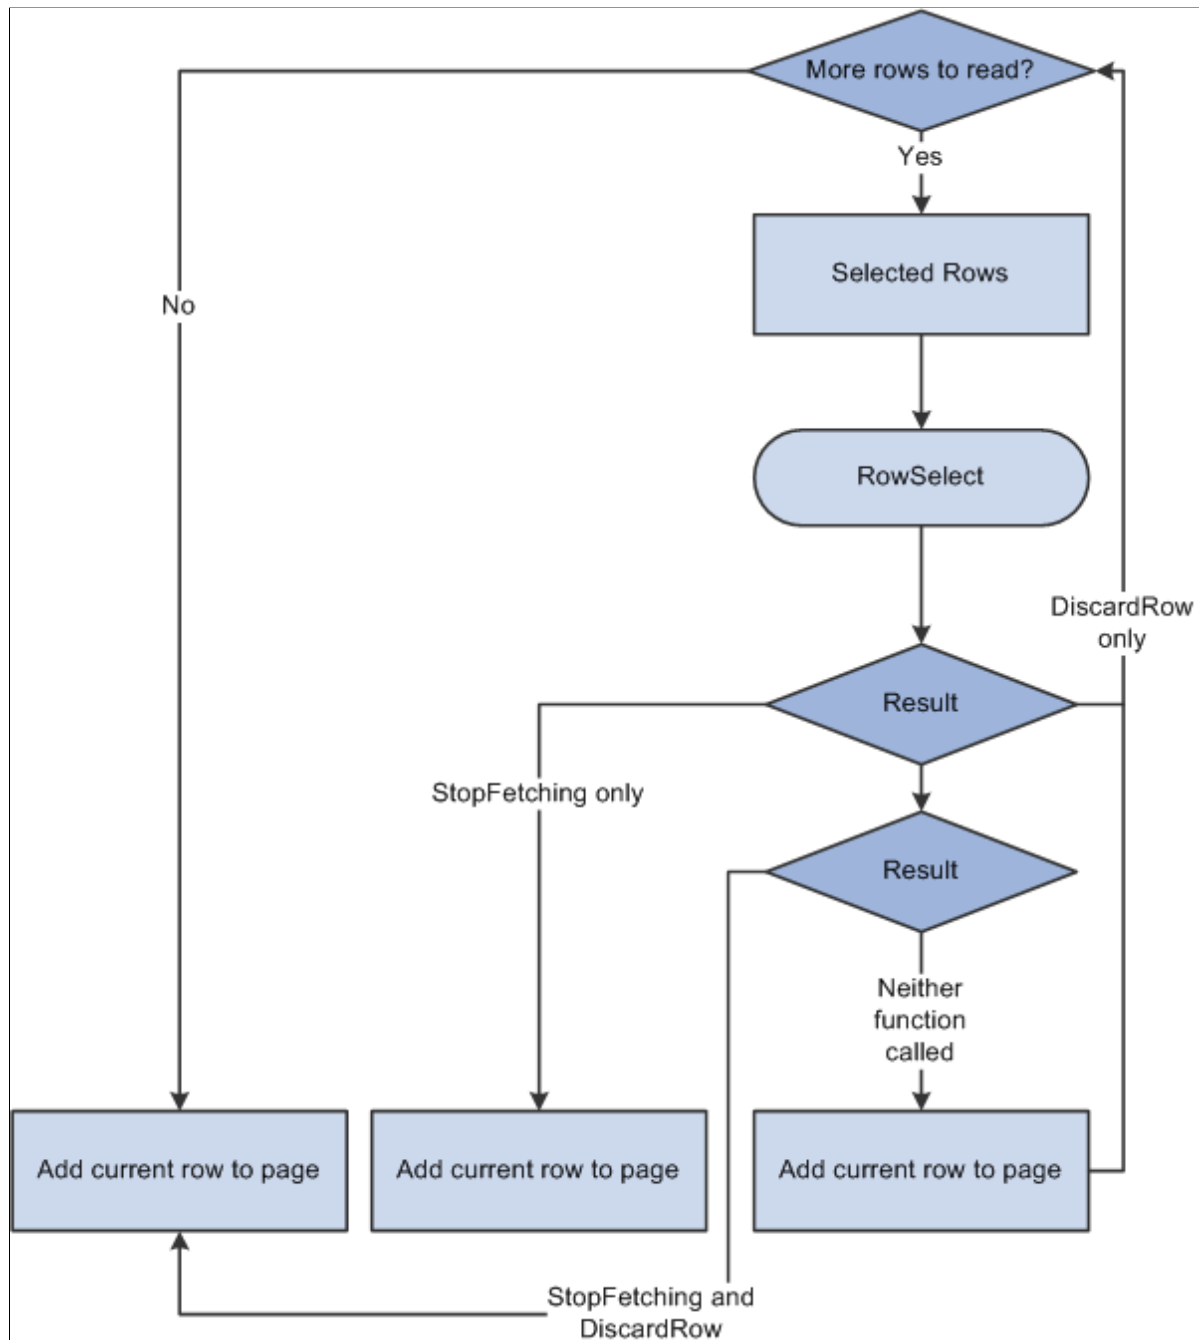 More rows to read?
Yes
Selected Rows
No
RowSelect
DiscardRow
only
Result
StopFetching only
Result
Neither
function
called
Add current row to page
Add current row to page
Add current row to page
StopFetching and
DiscardRow